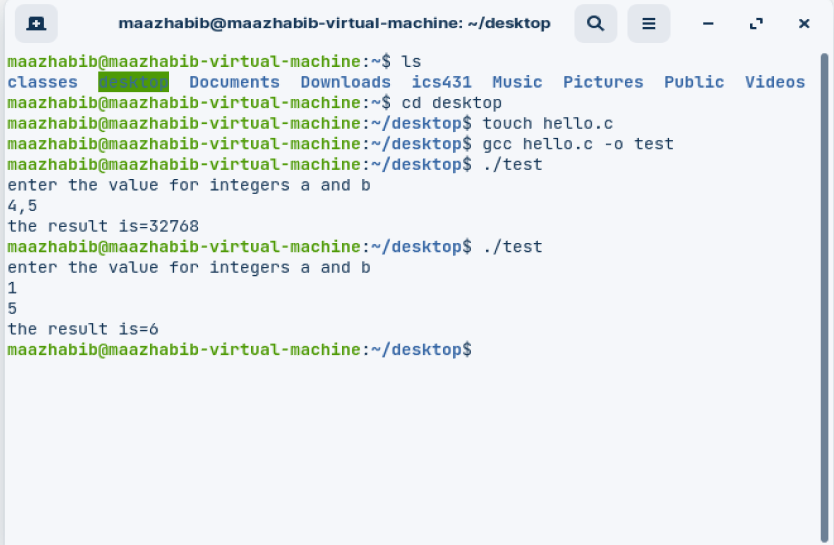 maazhabib@maazhabib-virtual-machine: ~/desktop
maazhabib@maazhabib-virtual-machine:~$ ls
classes  desktop  Documents  Downloads  ics431  Music  Pictures  Public  Videos
maazhabib@maazhabib-virtual-machine:~$ cd desktop
maazhabib@maazhabib-virtual-machine:~/desktop$ touch hello.c
maazhabib@maazhabib-virtual-machine:~/desktop$ gcc hello.c -o test
maazhabib@maazhabib-virtual-machine:~/desktop$ ./test
enter the value for integers a and b
4,5
the result is=32768
maazhabib@maazhabib-virtual-machine:~/desktop$ ./test
enter the value for integers a and b
1
5
the result is=6
maazhabib@maazhabib-virtual-machine:~/desktop$